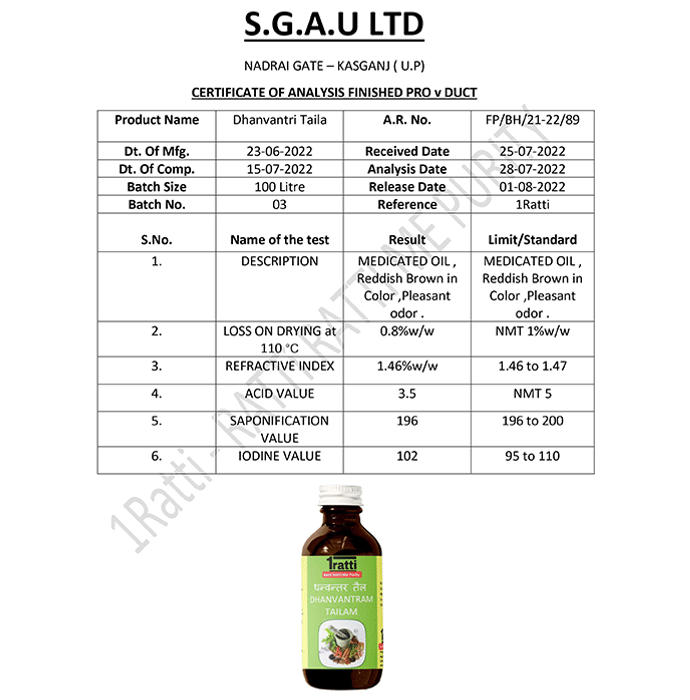 S.G.A.U LTD
NADRAI GATE – KASGANJ ( U.P)
CERTIFICATE OF ANALYSIS FINISHED PRO v DUCT
Product Name Dhanvantri Taila A.R. No. FP/BH/21-22/89
Dt. Of Mfg. 23-06-2022 Received Date 25-07-2022
Dt. Of Comp. 15-07-2022 Analysis Date 28-07-2022
Batch Size 100 Litre Release Date 01-08-2022
Batch No. 03 Reference 1Ratti
S.No. Name of the test Result Limit/Standard
1. DESCRIPTION MEDICATED OIL , MEDICATED OIL ,
Reddish Brown in Reddish Brown in
Color ,Pleasant Color ,Pleasant
odor . odor .
2. LOSS ON DRYING at 0.8%w/w NMT 1%w/w
110 °C
3. REFRACTIVE INDEX 1.46%w/w 1.46 to 1.47
4. ACID VALUE 3.5 NMT 5
5. SAPONIFICATION 196 196 to 200
VALUE
6. IODINE VALUE 102 95 to 110
1Ratti - RATTI RATTI ME PURITY
1ratti
Ratti Ratti Me Purity
धन्वन्तर तैल
DHANVANTRAM
TAILAM